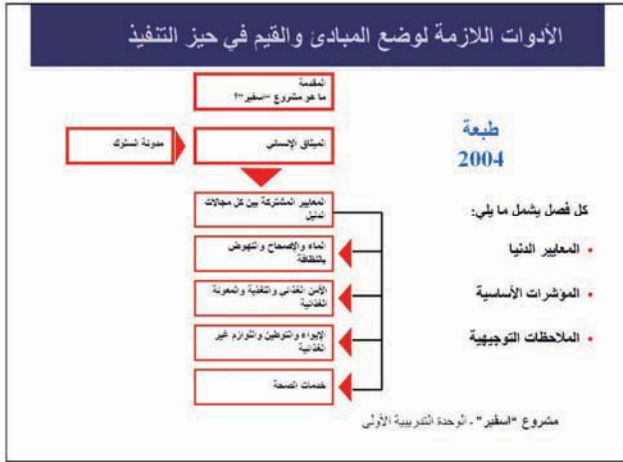 الأدوات اللازمة لوضع المبادئ والقيم في حيز التنفيذ
المقدمة
ما هو مشروع "اسفير"؟
طبعة
2004
الميثاق الإنساني
مدونة السلوك
المعايير المشتركة بين كل مجالات
الدليل
كل فصل يشمل ما يلي:
• المعايير الدنيا
• المؤشرات الأساسية
• الملاحظات التوجيهية
الماء والإصحاح والنهوض
بالنظافة
الأمن الغذائي والتغذية والمعونة
الغذائية
الإيواء والتوطين واللوازم غير
الغذائية
خدمات الصحة
مشروع "اسفير" - الوحدة التدريبية الأولى